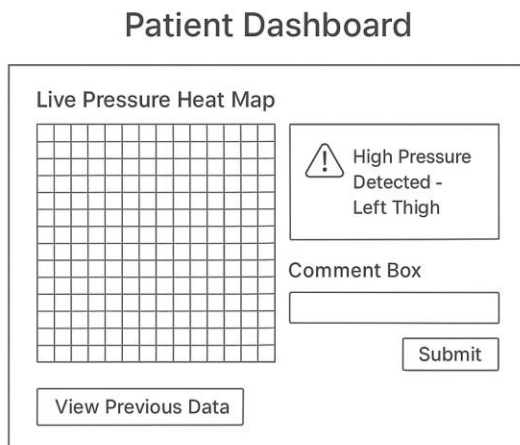 Patient Dashboard
Live Pressure Heat Map
High Pressure
Detected -
Left Thigh
Comment Box
Submit
View Previous Data